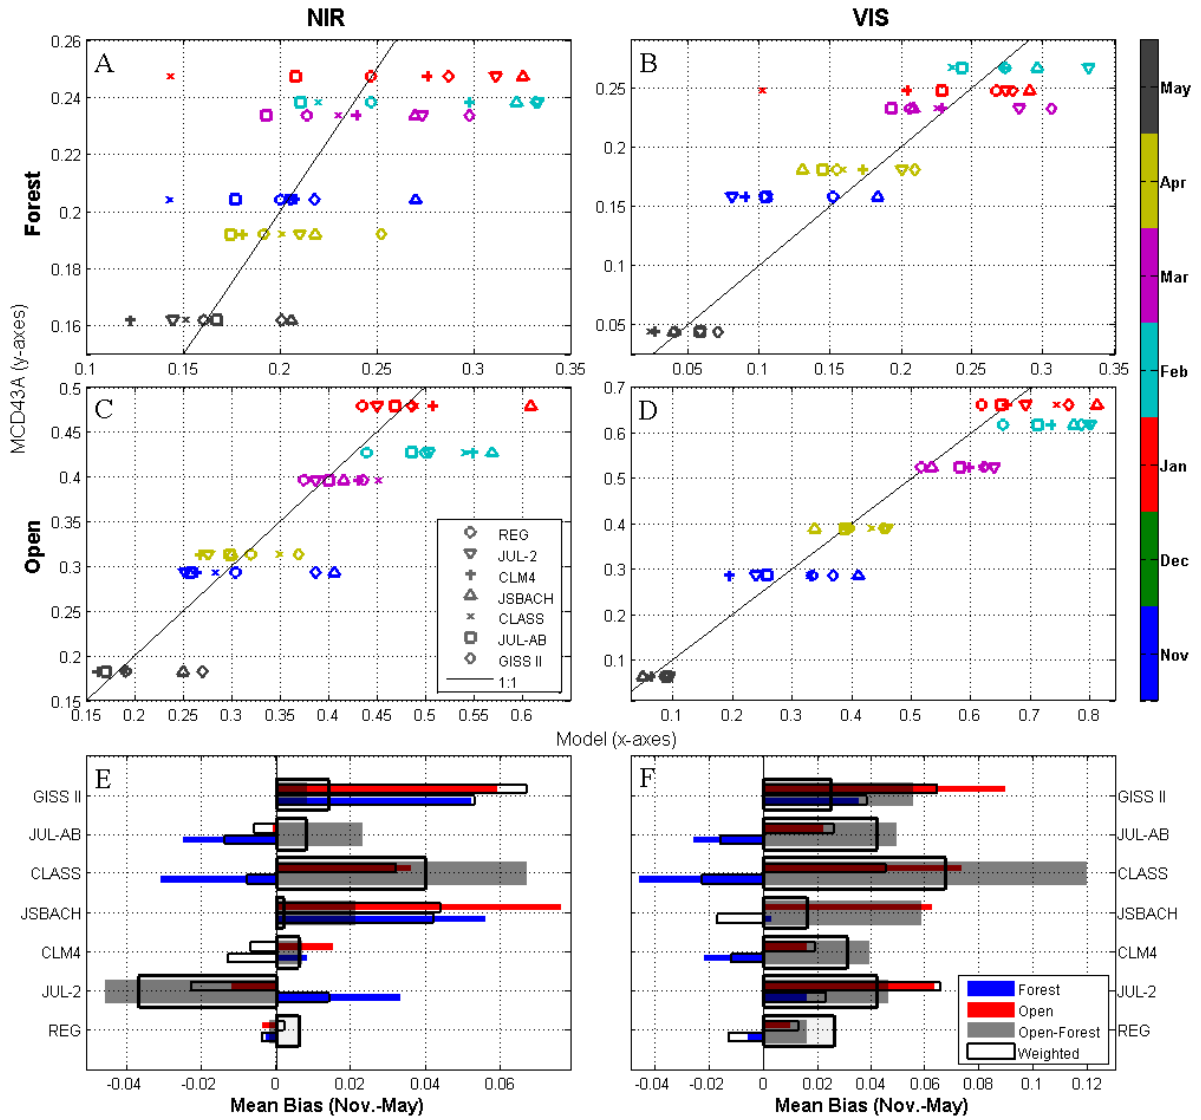 NIR
VIS
A
0.26
0.24
0.22
0.2
0.18
0.16
0.1 0.15 0.2 0.25 0.3 0.35
Forest
B
0.25
0.2
0.15
0.1
0.05
0.05 0.1 0.15 0.2 0.25 0.3 0.35
MCD43A (y-axes)
C
0.5
0.45
0.4
0.35
0.3
0.25
0.2
0.15
0.15 0.2 0.25 0.3 0.35 0.4 0.45 0.5 0.55 0.6
Open
REG
JUL-2
CLM4
JSBACH
CLASS
JUL-AB
GISS II
1:1
D
0.7
0.6
0.5
0.4
0.3
0.2
0.1
0.1 0.2 0.3 0.4 0.5 0.6 0.7 0.8
Model (x-axes)
May
Apr
Mar
Feb
Jan
Dec
Nov
E
GISS II
JUL-AB
CLASS
JSBACH
CLM4
JUL-2
REG
-0.04 -0.02 0 0.02 0.04 0.06
Mean Bias (Nov.-May)
F
GISS II
JUL-AB
CLASS
JSBACH
CLM4
JUL-2
REG
Forest
Open
Open-Forest
Weighted
-0.04 -0.02 0 0.02 0.04 0.06 0.08 0.1 0.12
Mean Bias (Nov.-May)